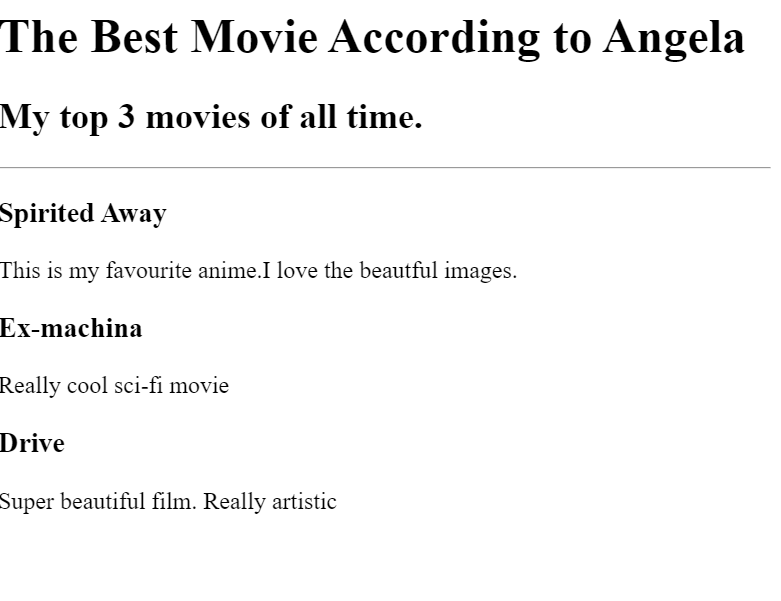 The Best Movie According to Angela
My top 3 movies of all time.
Spirited Away
This is my favourite anime.I love the beautful images.
Ex-machina
Really cool sci-fi movie
Drive
Super beautiful film. Really artistic